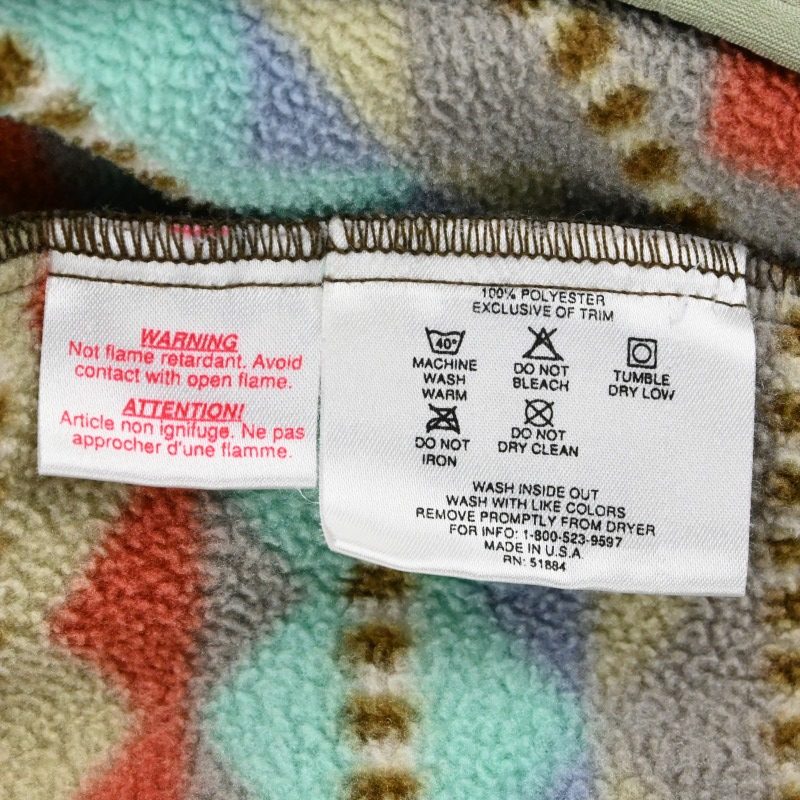 WARNING
Not flame retardant. Avoid
contact with open flame.
ATTENTION!
Article non ignifuge. Ne pas
approcher d'une flamme.
100% POLYESTER
EXCLUSIVE OF TRIM
40°
MACHINE
WASH
WARM
DO NOT
BLEACH
TUMBLE
DRY LOW
DO NOT
IRON
DO NOT
DRY CLEAN
WASH INSIDE OUT
WASH WITH LIKE COLORS
REMOVE PROMPTLY FROM DRYER
FOR INFO: 1-800-523-9597
MADE IN U.S.A.
RN: 51884